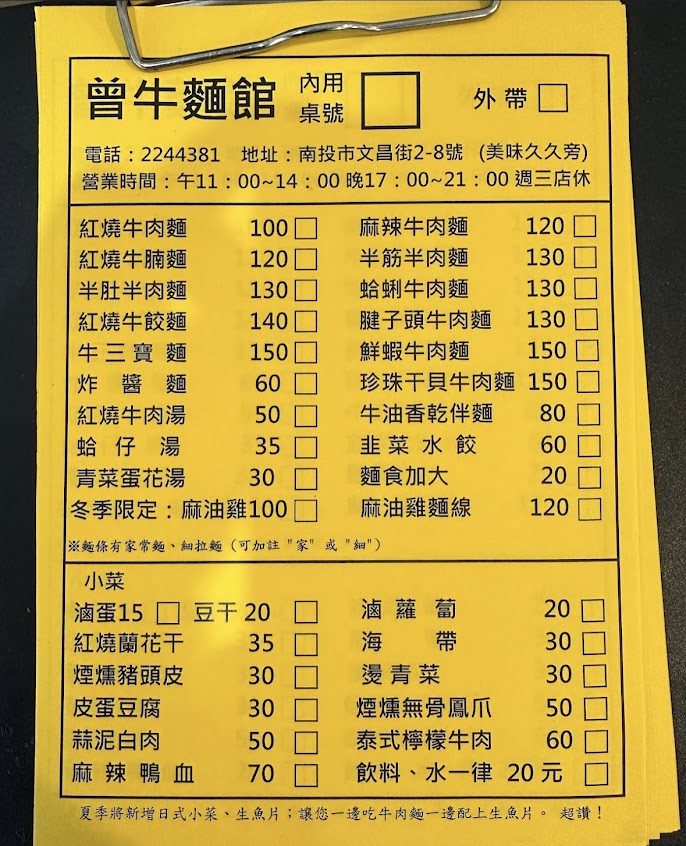 曾牛麵館 內用桌號 □ 外帶 □
電話：2244381 地址：南投市文昌街2-8號 (美味久久旁)
營業時間：午11：00~14：00 晚17：00~21：00 週三店休
紅燒牛肉麵 100 □ 麻辣牛肉麵 120 □
紅燒牛腩麵 120 □ 半筋半肉麵 130 □
半肚半肉麵 130 □ 蛤蜊牛肉麵 130 □
紅燒牛餃麵 140 □ 腱子頭牛肉麵 130 □
牛三寶麵 150 □ 鮮蝦牛肉麵 150 □
炸醬麵 60 □ 珍珠干貝牛肉麵 150 □
紅燒牛肉湯 50 □ 牛油香乾伴麵 80 □
蛤仔湯 35 □ 韭菜水餃 60 □
青菜蛋花湯 30 □ 麵食加大 20 □
冬季限定：麻油雞100 □ 麻油雞麵線 120 □
※麵條有家常麵、細拉麵（可加註 "家" 或 "細"）
小菜
滷蛋15 □ 豆干 20 □ 滷蘿蔔 20 □
紅燒蘭花干 35 □ 海帶 30 □
煙燻豬頭皮 30 □ 燙青菜 30 □
皮蛋豆腐 30 □ 煙燻無骨鳳爪 50 □
蒜泥白肉 50 □ 泰式檸檬牛肉 60 □
麻辣鴨血 70 □ 飲料、水一律 20 元 □
夏季將新增日式小菜、生魚片；讓您一邊吃牛肉麵一邊配上生魚片。 超讚！